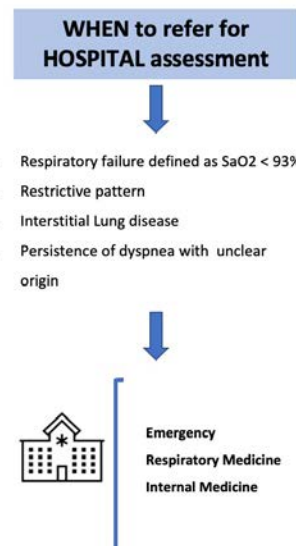 WHEN to refer for
HOSPITAL assessment
Respiratory failure defined as SaO2 < 93%
Restrictive pattern
Interstitial Lung disease
Persistence of dyspnea with unclear
origin
Emergency
Respiratory Medicine
Internal Medicine